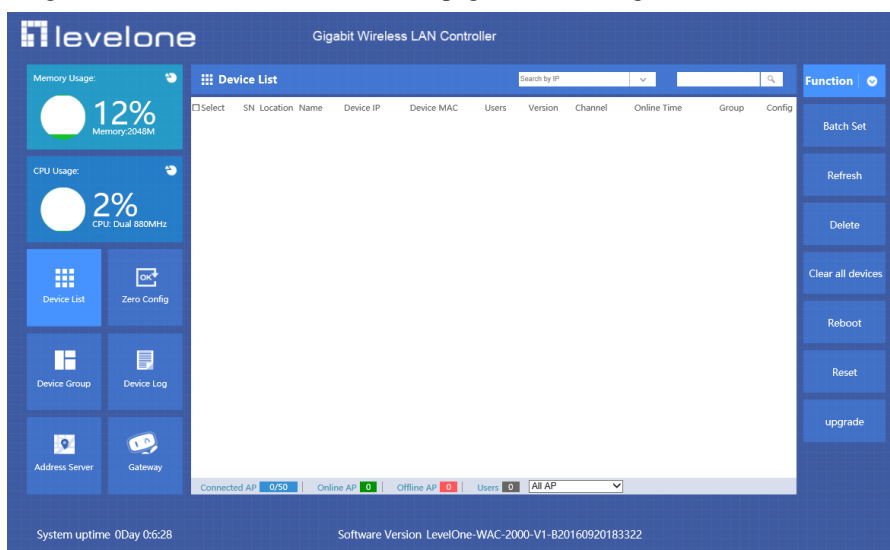 levelone
Gigabit Wireless LAN Controller
Memory Usage:
12%
Memory:2048M
CPU Usage:
2%
CPU: Dual 880MHz
Device List
Zero Config
Device Group
Device Log
Address Server
Gateway
Device List
Search by IP
Select SN Location Name Device IP Device MAC Users Version Channel Online Time Group Config
Connected AP 0/50 Online AP 0 Offline AP 0 Users 0 All AP
Function
Batch Set
Refresh
Delete
Clear all devices
Reboot
Reset
upgrade
System uptime 0Day 0:6:28
Software Version LevelOne-WAC-2000-V1-B20160920183322